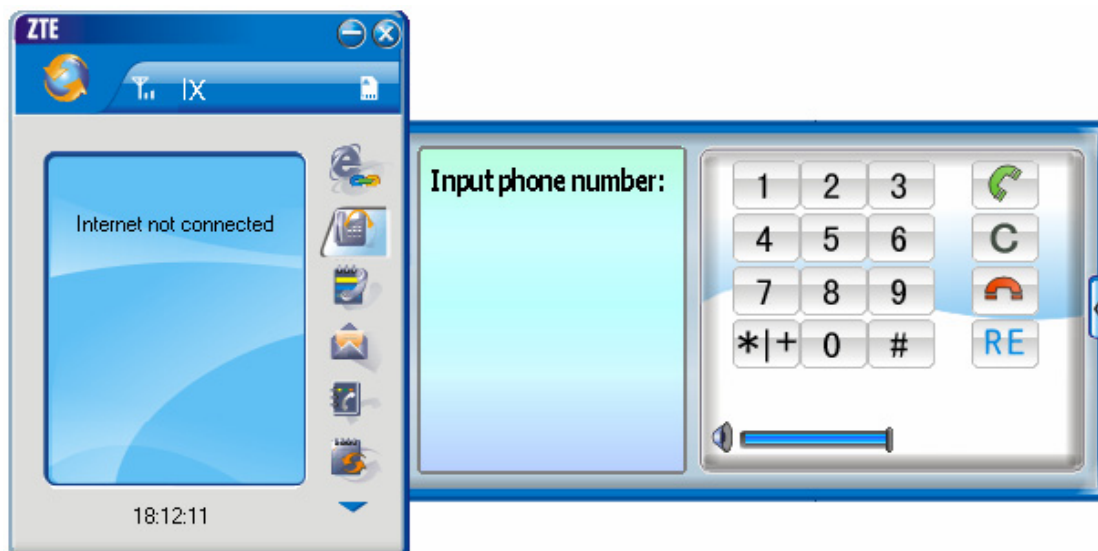 ZTE
IX
Internet not connected
18:12:11
Input phone number:
1 2 3
4 5 6 C
7 8 9
*|+ 0 # RE